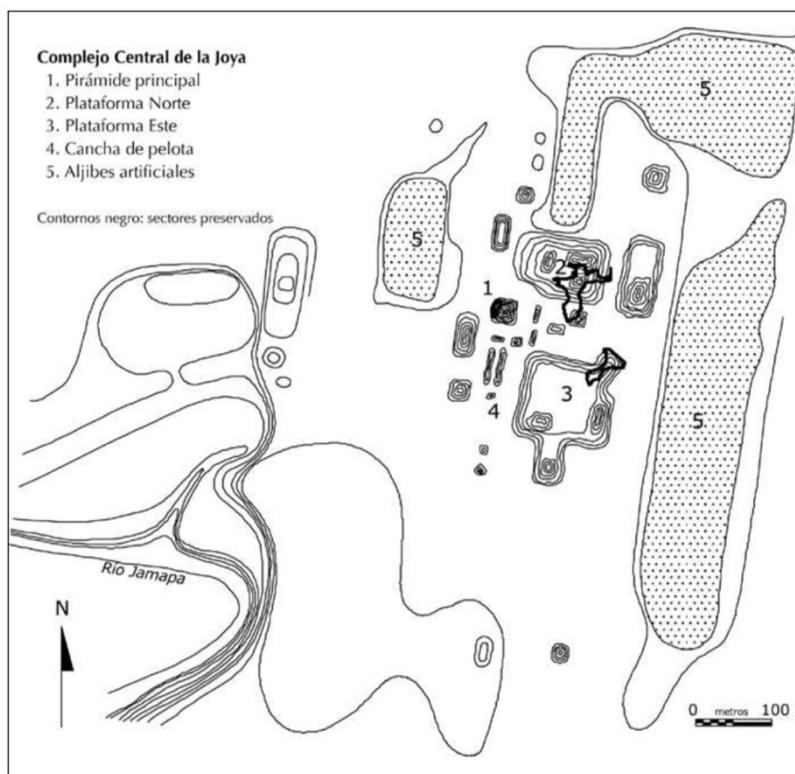 Complejo Central de la Joya
1. Pirámide principal
2. Plataforma Norte
3. Plataforma Este
4. Cancha de pelota
5. Aljibes artificiales
Contornos negro: sectores preservados
5
5
2
1
3
4
5
Río Jamapa
N
0 metros 100